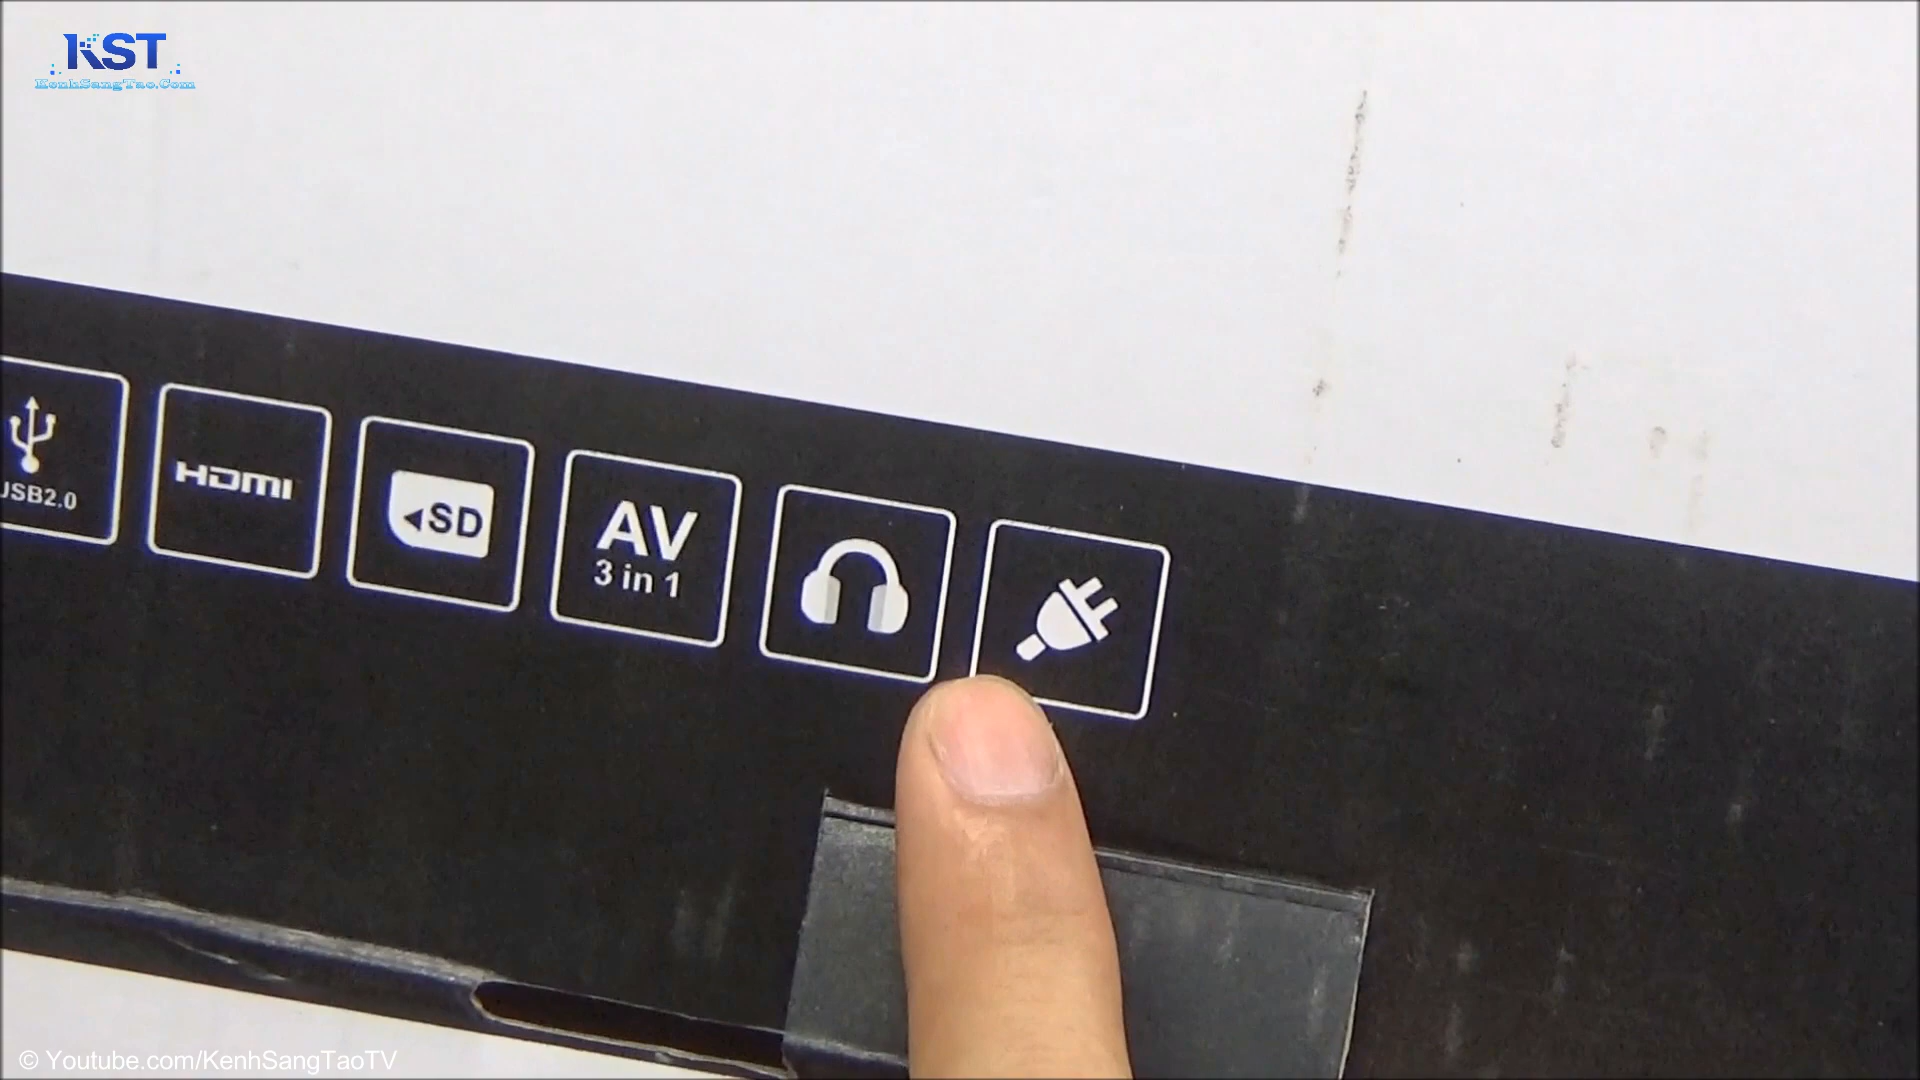 KST
KenhSangTao.Com
USB2.0
HDMI
SD
AV
3 in 1
© Youtube.com/KenhSangTaoTV